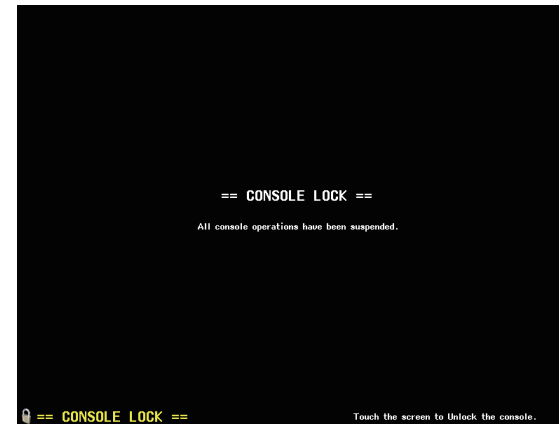 == CONSOLE LOCK ==
All console operations have been suspended.
== CONSOLE LOCK ==
Touch the screen to Unlock the console.